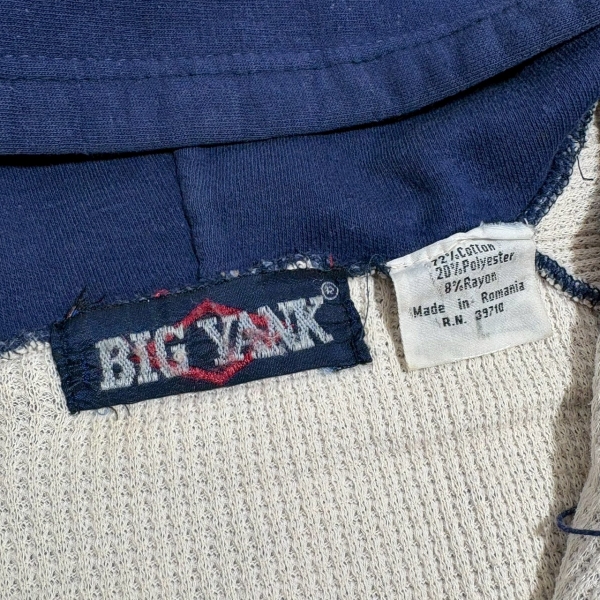 BIG YANK®
72% Cotton
20% Polyester
8% Rayon
Made in Romania
R.N. 39710